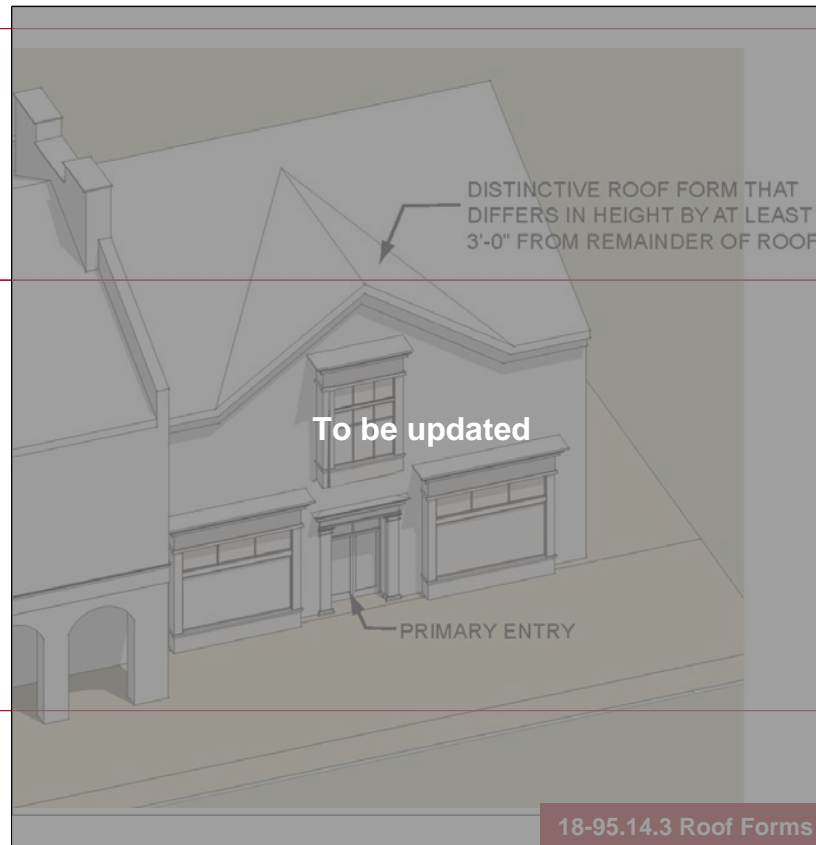 DISTINCTIVE ROOF FORM THAT
DIFFERS IN HEIGHT BY AT LEAST
3'-0" FROM REMAINDER OF ROOF
To be updated
PRIMARY ENTRY
18-95.14.3 Roof Forms